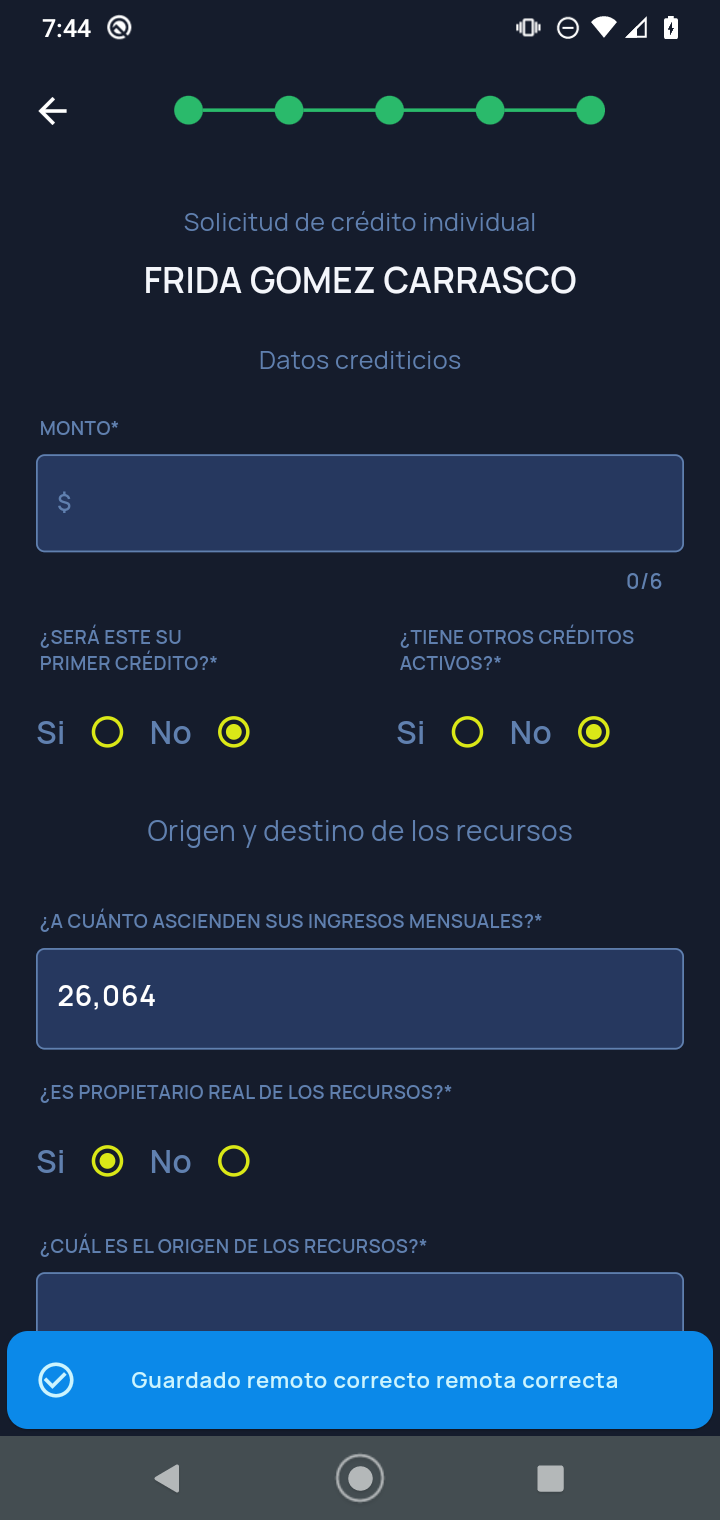 7:44
Solicitud de crédito individual
FRIDA GOMEZ CARRASCO
Datos crediticios
MONTO*
$
0/6
¿SERÁ ESTE SU
PRIMER CRÉDITO?*
¿TIENE OTROS CRÉDITOS
ACTIVOS?*
Si No
Si No
Origen y destino de los recursos
¿A CUÁNTO ASCIENDEN SUS INGRESOS MENSUALES?*
26,064
¿ES PROPIETARIO REAL DE LOS RECURSOS?*
Si No
¿CUÁL ES EL ORIGEN DE LOS RECURSOS?*
Guardado remoto correcto remota correcta